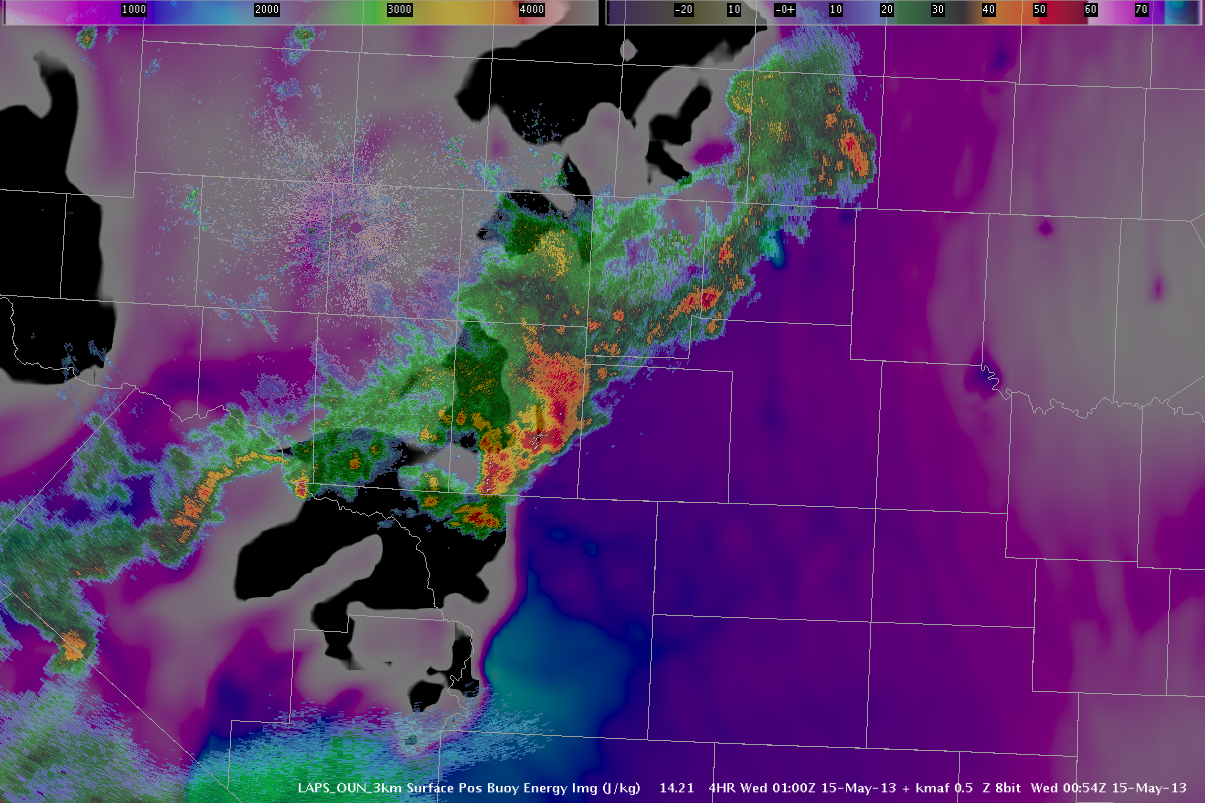 1000 2000 3000 4000 -20 10 -0+ 10 20 30 40 50 60 70
LAPS_OUN_3km Surface Pos Buoy Energy Img (J/kg) 14.21 4HR Wed 01:00Z 15-May-13 + kmaf 0.5 Z 8bit Wed 00:54Z 15-May-13